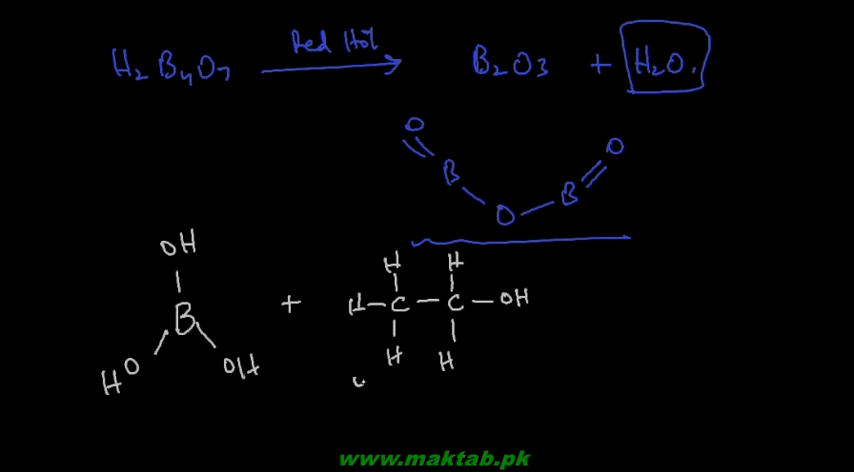 H₂B₄O₇ Red Hot → B₂O₃ + H₂O.
O
O
B
B
O
OH
B
HO
OH
+
H H
H–C–C–OH
H H
www.maktab.pk